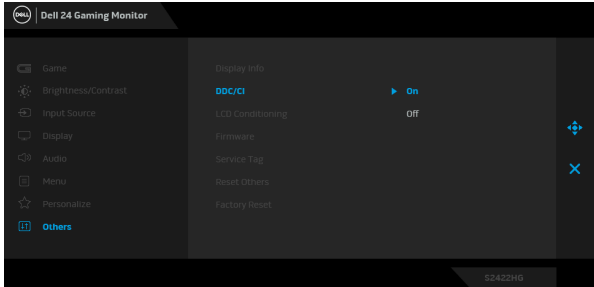 DELL
Dell 24 Gaming Monitor
Game
Brightness/Contrast
Input Source
Display
Audio
Menu
Personalize
Others
Display Info
DDC/CI
On
LCD Conditioning
Off
Firmware
Service Tag
Reset Others
Factory Reset
S2422HG